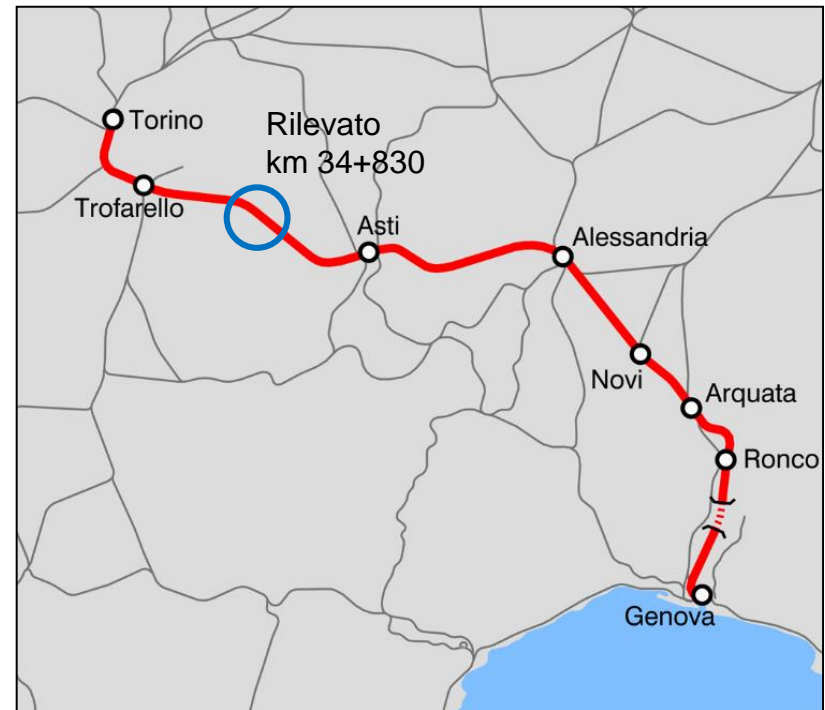 Torino
Rilevato
km 34+830
Trofarello
Asti
Alessandria
Novi
Arquata
Ronco
Genova